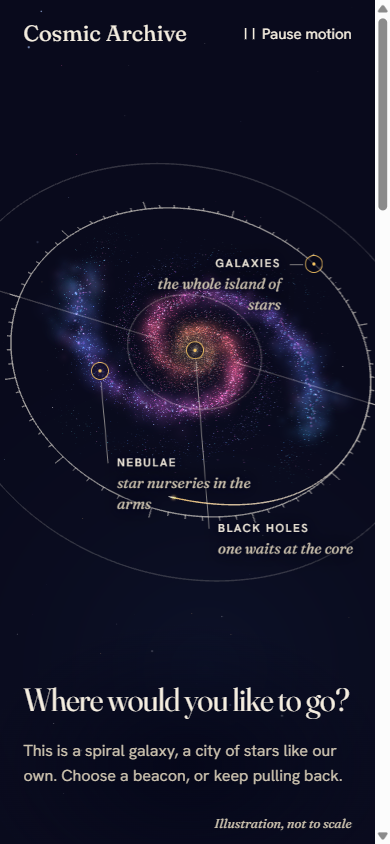 Cosmic Archive
|| Pause motion
GALAXIES
the whole island of
stars
NEBULAE
star nurseries in the
arms
BLACK HOLES
one waits at the core
Where would you like to go?
This is a spiral galaxy, a city of stars like our
own. Choose a beacon, or keep pulling back.
Illustration, not to scale